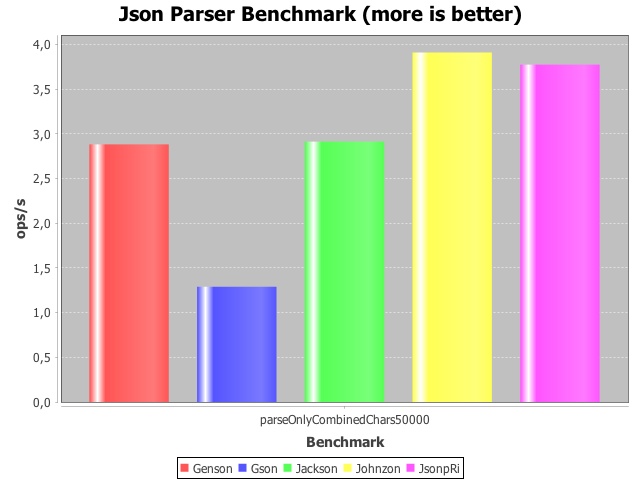 Json Parser Benchmark (more is better)
4,0
3,5
3,0
2,5
2,0
1,5
1,0
0,5
0,0
ops/s
parseOnlyCombinedChars50000
Benchmark
Genson Gson Jackson Johnzon JsonpRi